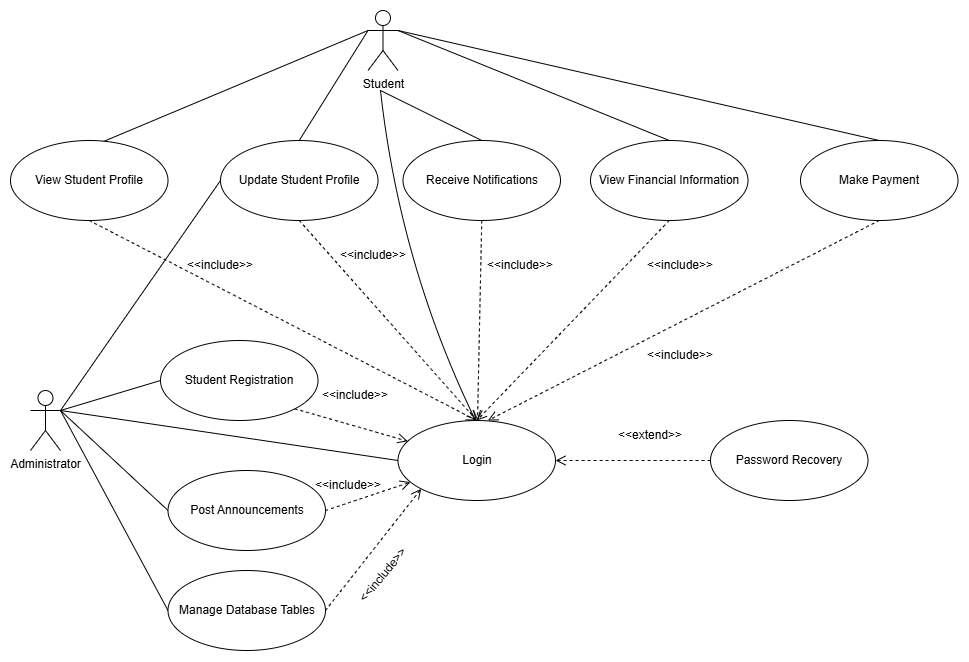 Student
View Student Profile
Update Student Profile
Receive Notifications
View Financial Information
Make Payment
<<include>>
<<include>>
<<include>>
<<include>>
<<include>>
Student Registration
<<include>>
Administrator
Login
<<extend>>
Password Recovery
<<include>>
Post Announcements
<<include>>
Manage Database Tables